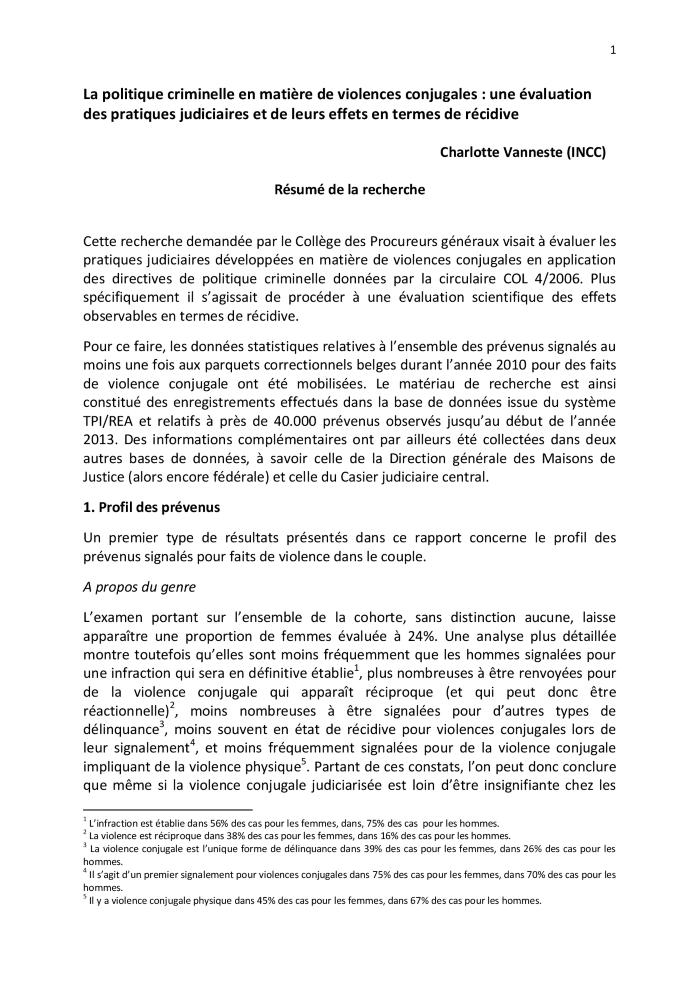 1
La politique criminelle en matière de violences conjugales : une évaluation
des pratiques judiciaires et de leurs effets en termes de récidive
Charlotte Vanneste (INCC)
Résumé de la recherche
Cette recherche demandée par le Collège des Procureurs généraux visait à évaluer les
pratiques judiciaires développées en matière de violences conjugales en application
des directives de politique criminelle données par la circulaire COL 4/2006. Plus
spécifiquement il s’agissait de procéder à une évaluation scientifique des effets
observables en termes de récidive.
Pour ce faire, les données statistiques relatives à l’ensemble des prévenus signalés au
moins une fois aux parquets correctionnels belges durant l’année 2010 pour des faits
de violence conjugale ont été mobilisées. Le matériau de recherche est ainsi
constitué des enregistrements effectués dans la base de données issue du système
TPI/REA et relatifs à près de 40.000 prévenus observés jusqu’au début de l’année
2013. Des informations complémentaires ont par ailleurs été collectées dans deux
autres bases de données, à savoir celle de la Direction générale des Maisons de
Justice (alors encore fédérale) et celle du Casier judiciaire central.
1. Profil des prévenus
Un premier type de résultats présentés dans ce rapport concerne le profil des
prévenus signalés pour faits de violence dans le couple.
A propos du genre
L’examen portant sur l’ensemble de la cohorte, sans distinction aucune, laisse
apparaître une proportion de femmes évaluée à 24%. Une analyse plus détaillée
montre toutefois qu’elles sont moins fréquemment que les hommes signalées pour
une infraction qui sera en définitive établie1, plus nombreuses à être renvoyées pour
de la violence conjugale qui apparaît réciproque (et qui peut donc être
réactionnelle)2, moins nombreuses à être signalées pour d’autres types de
délinquance3, moins souvent en état de récidive pour violences conjugales lors de
leur signalement4, et moins fréquemment signalées pour de la violence conjugale
impliquant de la violence physique5. Partant de ces constats, l’on peut donc conclure
que même si la violence conjugale judiciarisée est loin d’être insignifiante chez les
1 L’infraction est établie dans 56% des cas pour les femmes, dans, 75% des cas pour les hommes.
2 La violence est réciproque dans 38% des cas pour les femmes, dans 16% des cas pour les hommes.
3 La violence conjugale est l’unique forme de délinquance dans 39% des cas pour les femmes, dans 26% des cas pour les
hommes.
4 Il s’agit d’un premier signalement pour violences conjugales dans 75% des cas pour les femmes, dans 70% des cas pour les
hommes.
5 Il y a violence conjugale physique dans 45% des cas pour les femmes, dans 67% des cas pour les hommes.